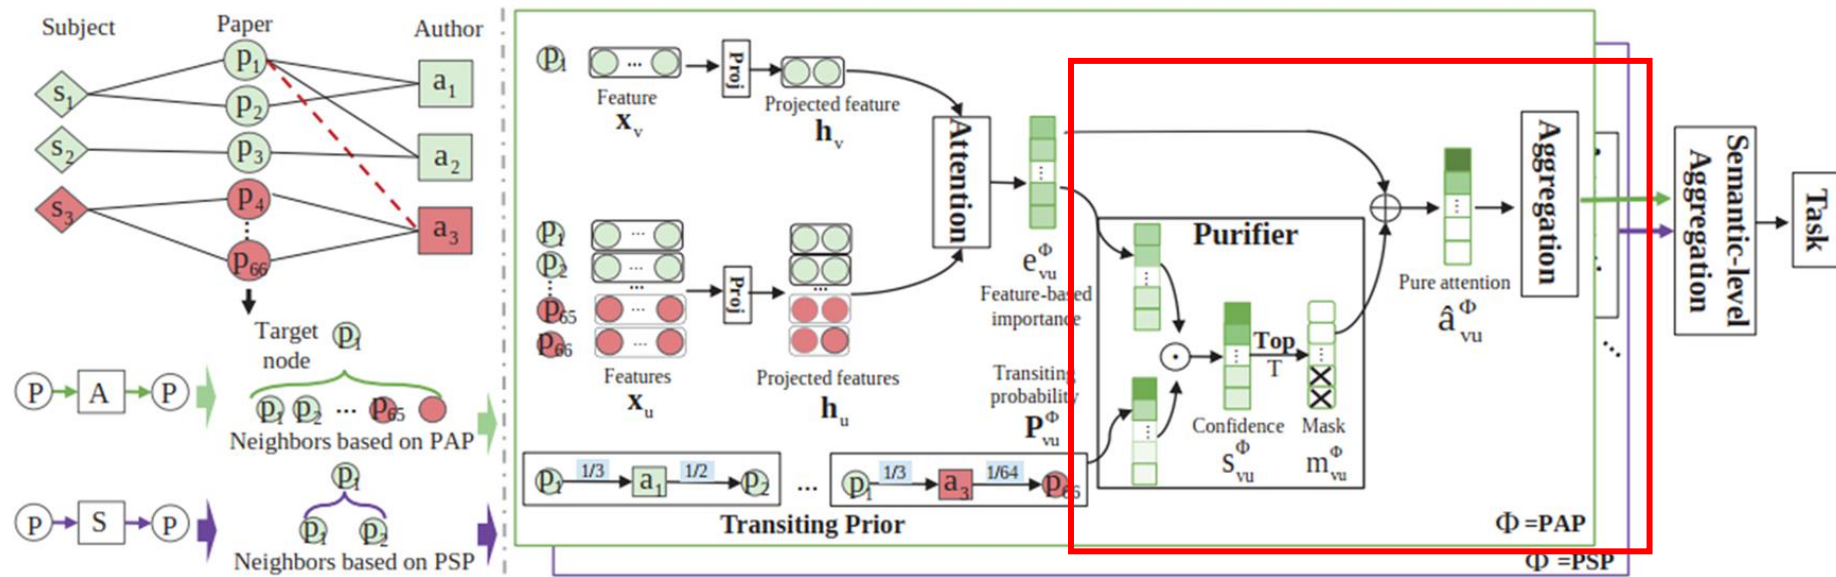 Subject
Paper
Author
s1
s2
s3
p1
p2
p3
p4
p66
a1
a2
a3
Target
node
p1
P
A
P
p1
p2
...
p65
Neighbors based on PAP
p1
P
S
P
p1
p2
Neighbors based on PSP
p1
...
Feature
xv
Proj
Projected feature
hv
p1
p2
p65
p66
...
...
...
...
...
Features
xu
Proj
...
Projected features
hu
Attention
e^Φ_vu
Feature-based
importance
Transiting
probability
P^Φ_vu
p1
1/3
a1
1/2
p2
...
p1
1/3
a3
1/64
p66
Transiting Prior
Purifier
Confidence
s^Φ_vu
Top
T
Mask
m^Φ_vu
Pure attention
â^Φ_vu
Aggregation
Φ =PAP
Φ =PSP
...
Semantic-level
Aggregation
Task